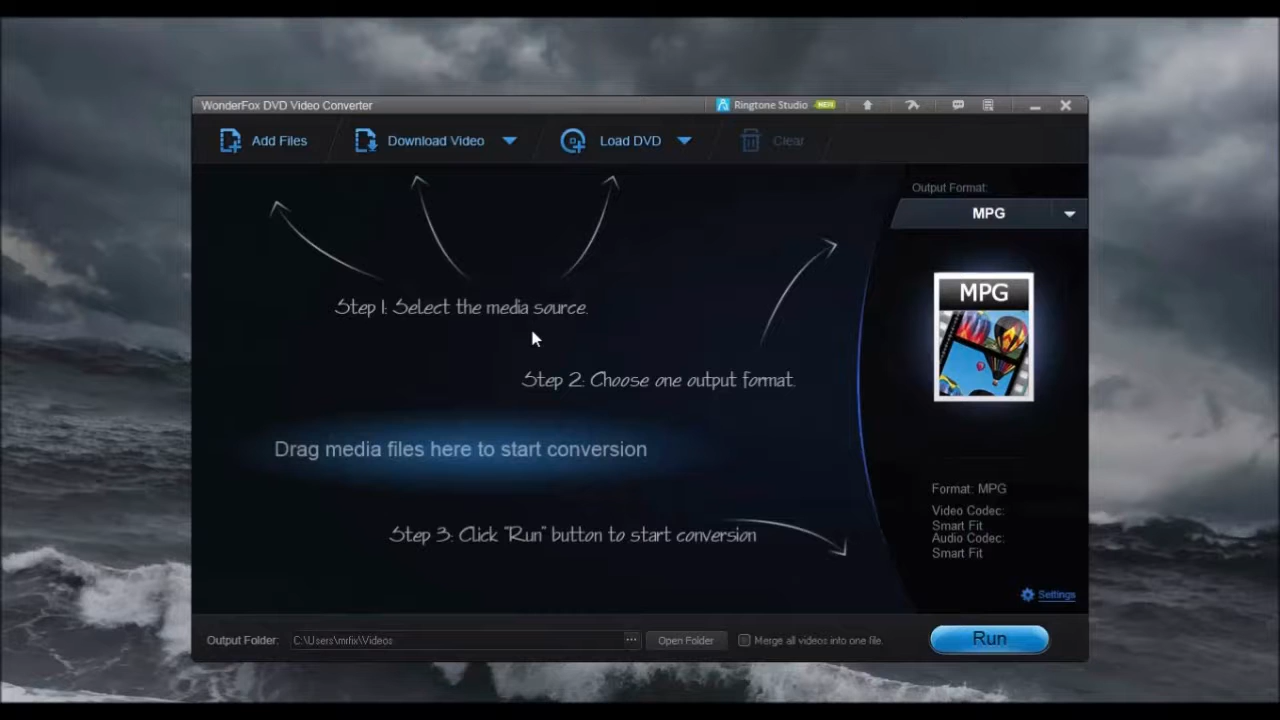 WonderFox DVD Video Converter
Ringtone Studio NEW
Add Files
Download Video
Load DVD
Clear
Output Format:
MPG
MPG
Step 1: Select the media source.
Step 2: Choose one output format.
Drag media files here to start conversion
Step 3: Click "Run" button to start conversion
Format: MPG
Video Codec:
Smart Fit
Audio Codec:
Smart Fit
Settings
Output Folder:
C:\Users\mrfix\Videos
...
Open Folder
Merge all videos into one file.
Run